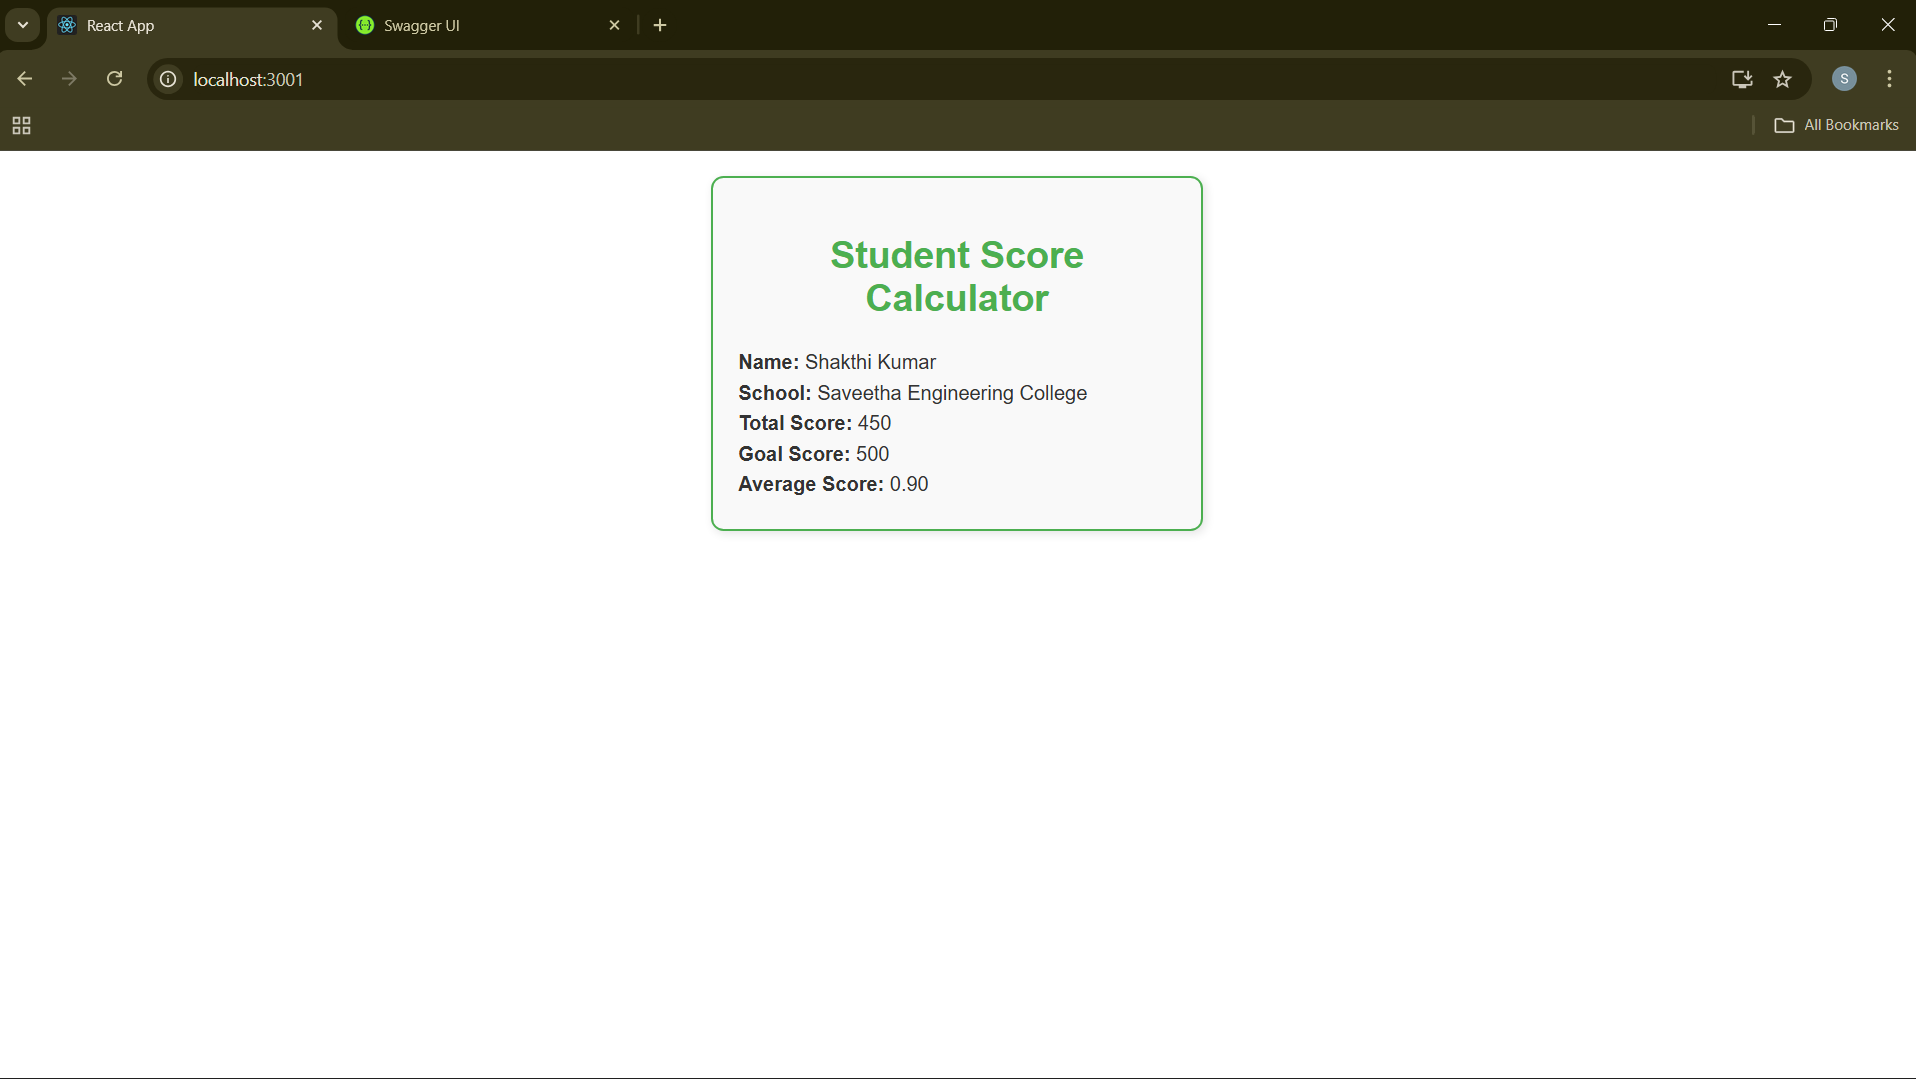 React App
Swagger UI
localhost:3001
S
All Bookmarks
Student Score
Calculator
Name: Shakthi Kumar
School: Saveetha Engineering College
Total Score: 450
Goal Score: 500
Average Score: 0.90